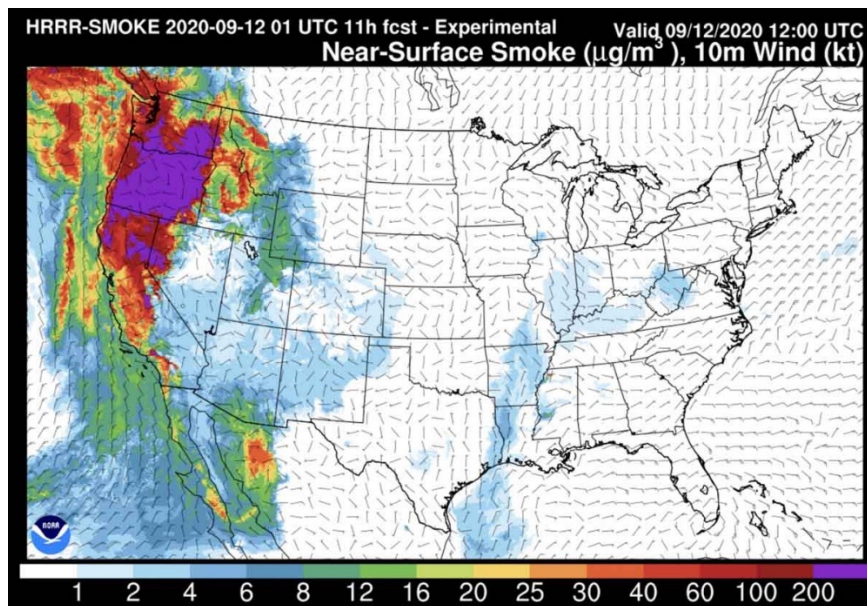 HRRR-SMOKE 2020-09-12 01 UTC 11h fcst - Experimental Valid 09/12/2020 12:00 UTC
Near-Surface Smoke (μg/m³), 10m Wind (kt)
NOAA
1 2 4 6 8 12 16 20 25 30 40 60 100 200